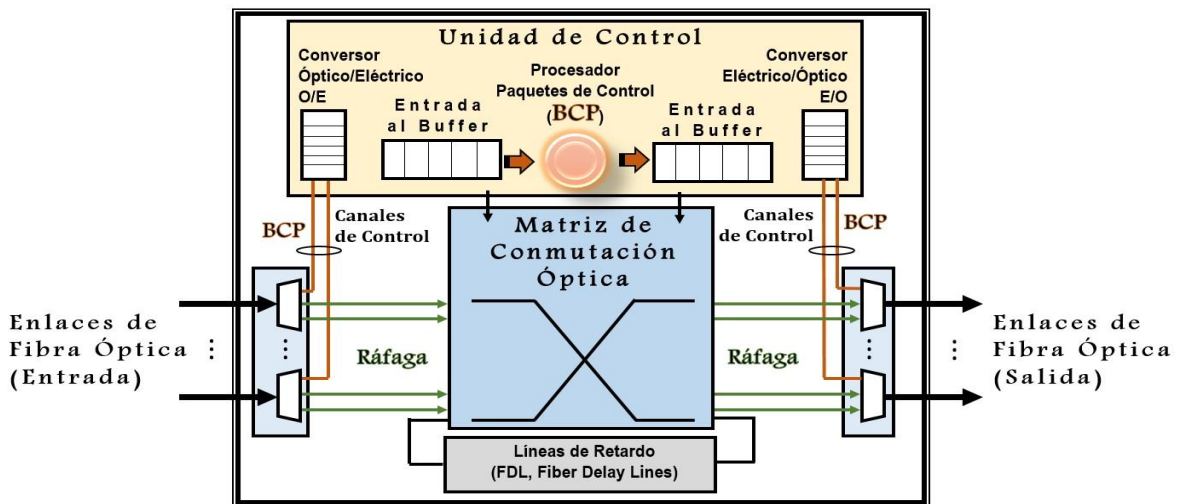 Unidad de Control
Conversor
Óptico/Eléctrico
O/E
Entrada
al Buffer
Procesador
Paquetes de Control
(BCP)
Entrada
al Buffer
Conversor
Eléctrico/Óptico
E/O
BCP
Canales
de Control
Matriz de
Conmutación
Óptica
Canales
de Control
BCP
Enlaces de
Fibra Óptica
(Entrada)
Ráfaga
Ráfaga
Enlaces de
Fibra Óptica
(Salida)
Líneas de Retardo
(FDL, Fiber Delay Lines)